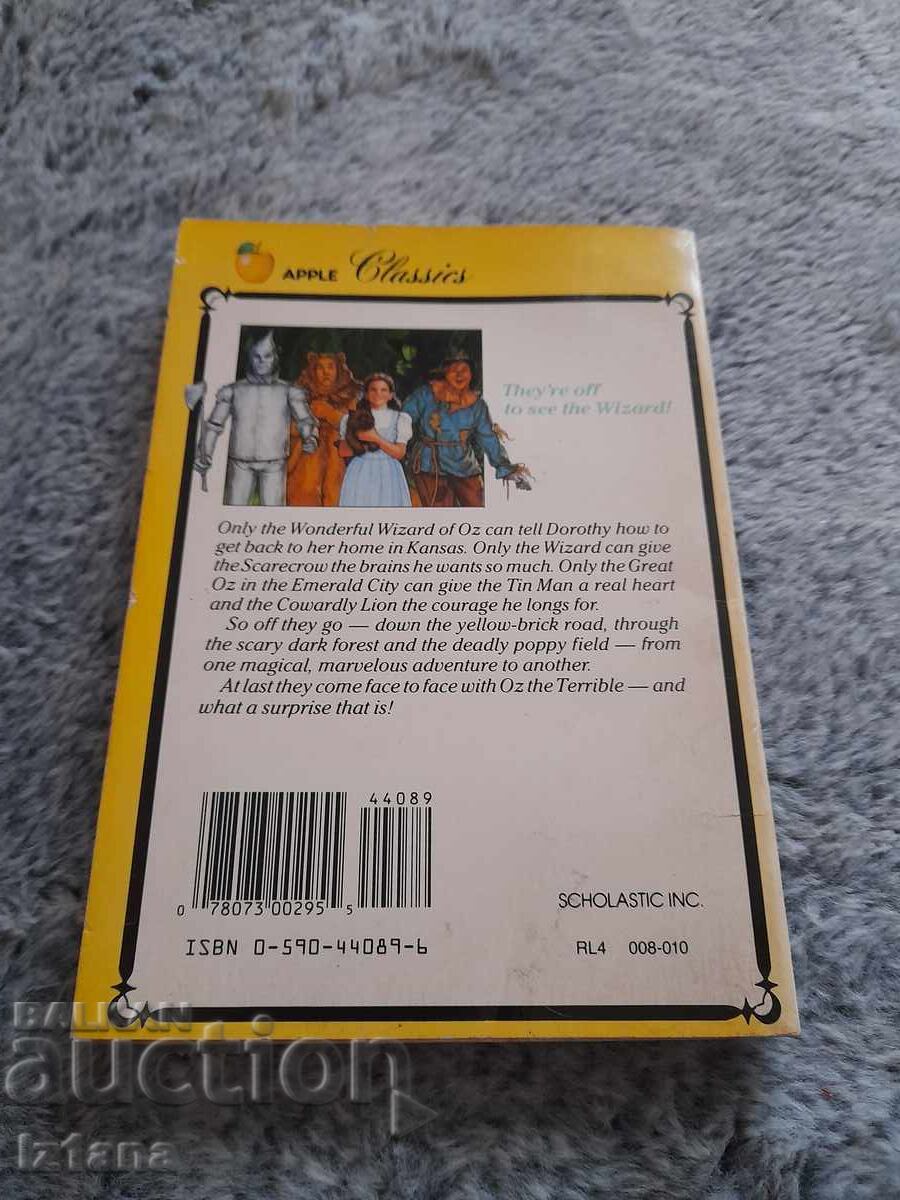 APPLE Classics
They're off
to see the Wizard!
Only the Wonderful Wizard of Oz can tell Dorothy how to
get back to her home in Kansas. Only the Wizard can give
the Scarecrow the brains he wants so much. Only the Great
Oz in the Emerald City can give the Tin Man a real heart
and the Cowardly Lion the courage he longs for.
So off they go — down the yellow-brick road, through
the scary dark forest and the deadly poppy field — from
one magical, marvelous adventure to another.
At last they come face to face with Oz the Terrible — and
what a surprise that is!
44089
0 78073 00295 5
ISBN 0-590-44089-6
SCHOLASTIC INC.
RL4 008-010
BALKAN
auction
Iztana